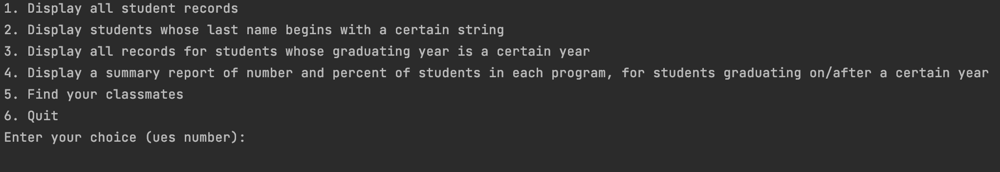 1. Display all student records
2. Display students whose last name begins with a certain string
3. Display all records for students whose graduating year is a certain year
4. Display a summary report of number and percent of students in each program, for students graduating on/after a certain year
5. Find your classmates
6. Quit
Enter your choice (ues number):